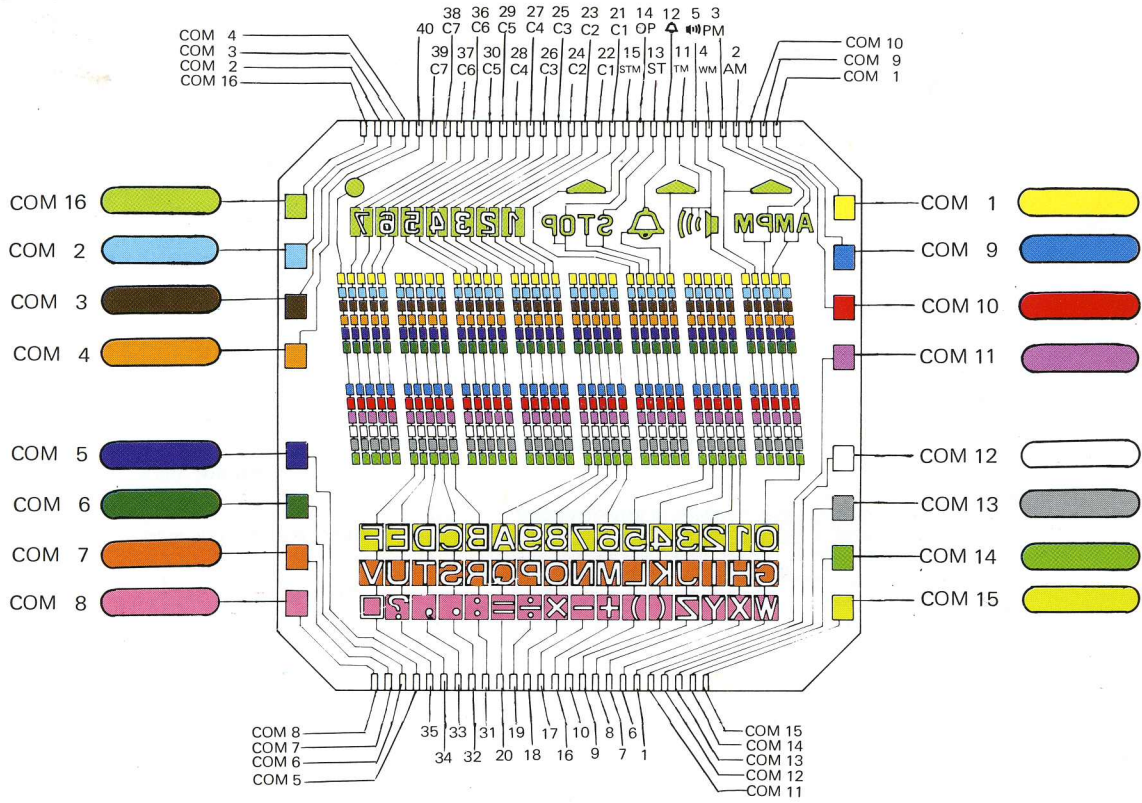 38 36 29 27 25 23 21 14 12 5 3
40 C7 C6 C5 C4 C3 C2 C1 OP PM
39 37 30 28 26 24 22 15 13 11 4 2
C7 C6 C5 C4 C3 C2 C1 STM ST TM WM AM
COM 4
COM 3
COM 2
COM 16
COM 10
COM 9
COM 1
COM 16
COM 2
COM 3
COM 4
COM 5
COM 6
COM 7
COM 8
AMPM STOP 1234567
0123456789ABCDEF
GHIJKLMNOPQRSTUV
WXYZ()+−×÷=:.,?□
COM 1
COM 9
COM 10
COM 11
COM 12
COM 13
COM 14
COM 15
COM 8
COM 7
COM 6
COM 5
35 33 31 19 17 10 8 6
34 32 20 18 16 9 7 1
COM 15
COM 14
COM 13
COM 12
COM 11